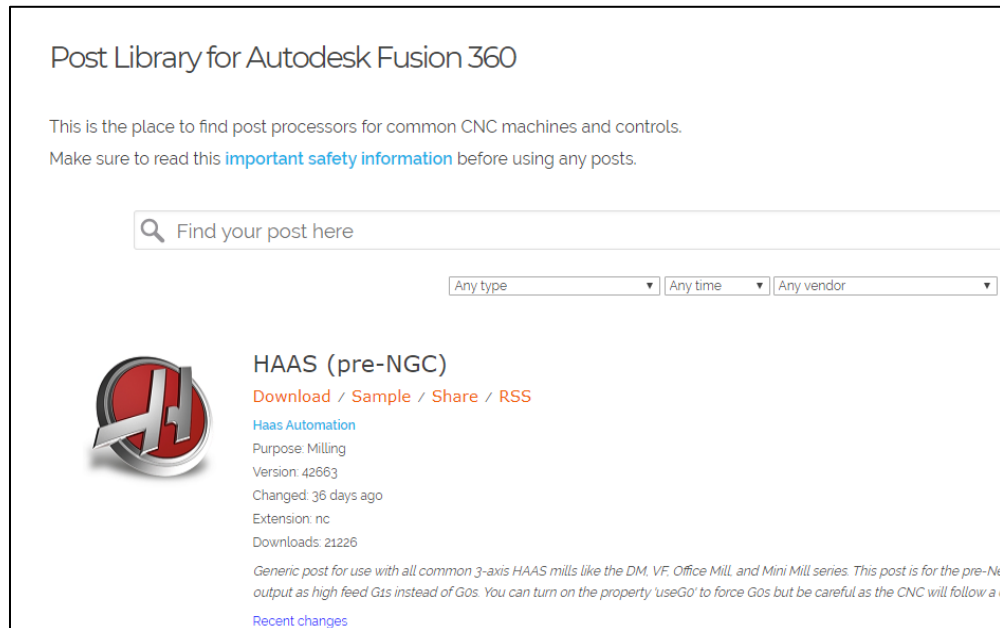 Post Library for Autodesk Fusion 360
This is the place to find post processors for common CNC machines and controls.
Make sure to read this important safety information before using any posts.
Find your post here
Any type Any time Any vendor
HAAS (pre-NGC)
Download / Sample / Share / RSS
Haas Automation
Purpose: Milling
Version: 42663
Changed: 36 days ago
Extension: nc
Downloads: 21226
Generic post for use with all common 3-axis HAAS mills like the DM, VF, Office Mill, and Mini Mill series. This post is for the pre-Ne
output as high feed G1s instead of G0s. You can turn on the property 'useG0' to force G0s but be careful as the CNC will follow a
Recent changes